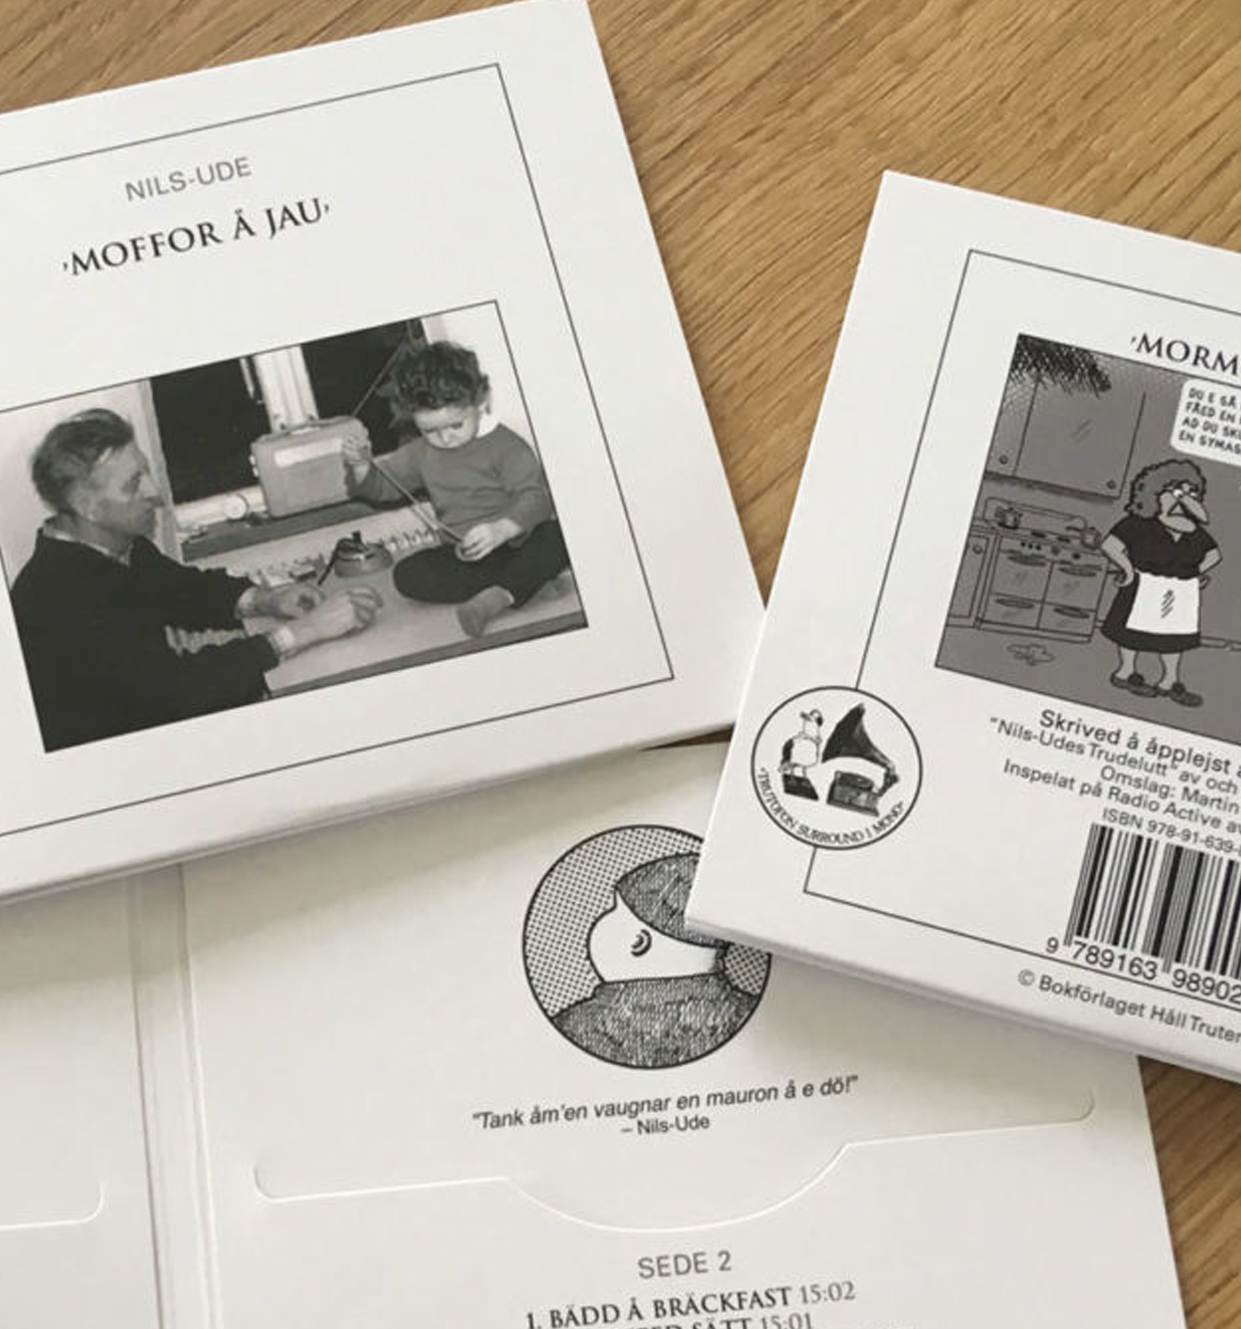 NILS-UDE
’MOFFOR Å JAU’
’MORM
DU E SÅ
FÅED EN
AD DU SKU
EN SYMAS
Skrived å åpplejst
"Nils-Udes Trudelutt" av och
Omslag: Martin
Inspelat på Radio Active av
ISBN 978-91-639-
9 789163 98902
© Bokförlaget Håll Truten
"TRUTOFON SURROUND I MONO"
"Tank åm'en vaugnar en mauron å e dö!"
– Nils-Ude
SEDE 2
1. BÄDD Å BRÄCKFAST 15:02
SÄTT 15:01